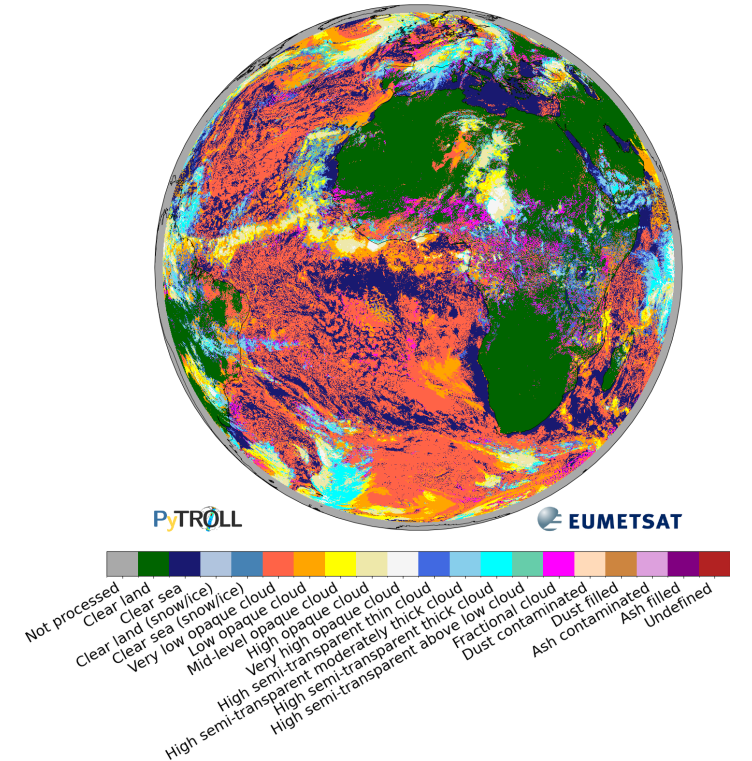 PyTROLL
EUMETSAT
Not processed
Clear land
Clear sea
Clear land (snow/ice)
Clear sea (snow/ice)
Very low opaque cloud
Low opaque cloud
Mid-level opaque cloud
High opaque cloud
Very high opaque cloud
High semi-transparent thin cloud
High semi-transparent moderately thick cloud
High semi-transparent thick cloud
High semi-transparent above low cloud
Fractional cloud
Dust contaminated
Dust filled
Ash contaminated
Ash filled
Undefined